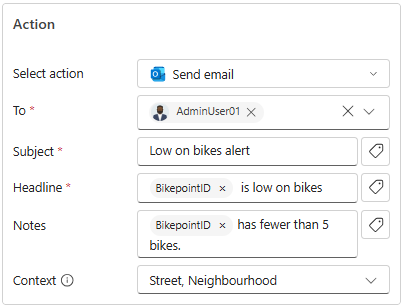 Action
Select action
Send email
To *
AdminUser01
Subject *
Low on bikes alert
Headline *
BikepointID is low on bikes
Notes
BikepointID has fewer than 5
bikes.
Context
Street, Neighbourhood